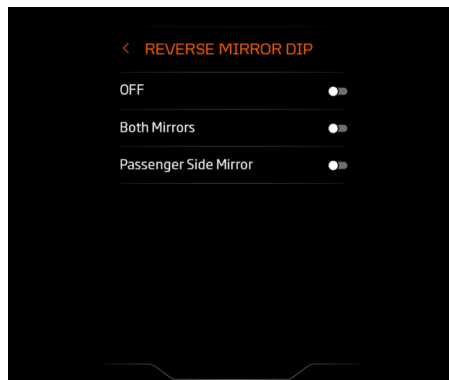 REVERSE MIRROR DIP
OFF
Both Mirrors
Passenger Side Mirror